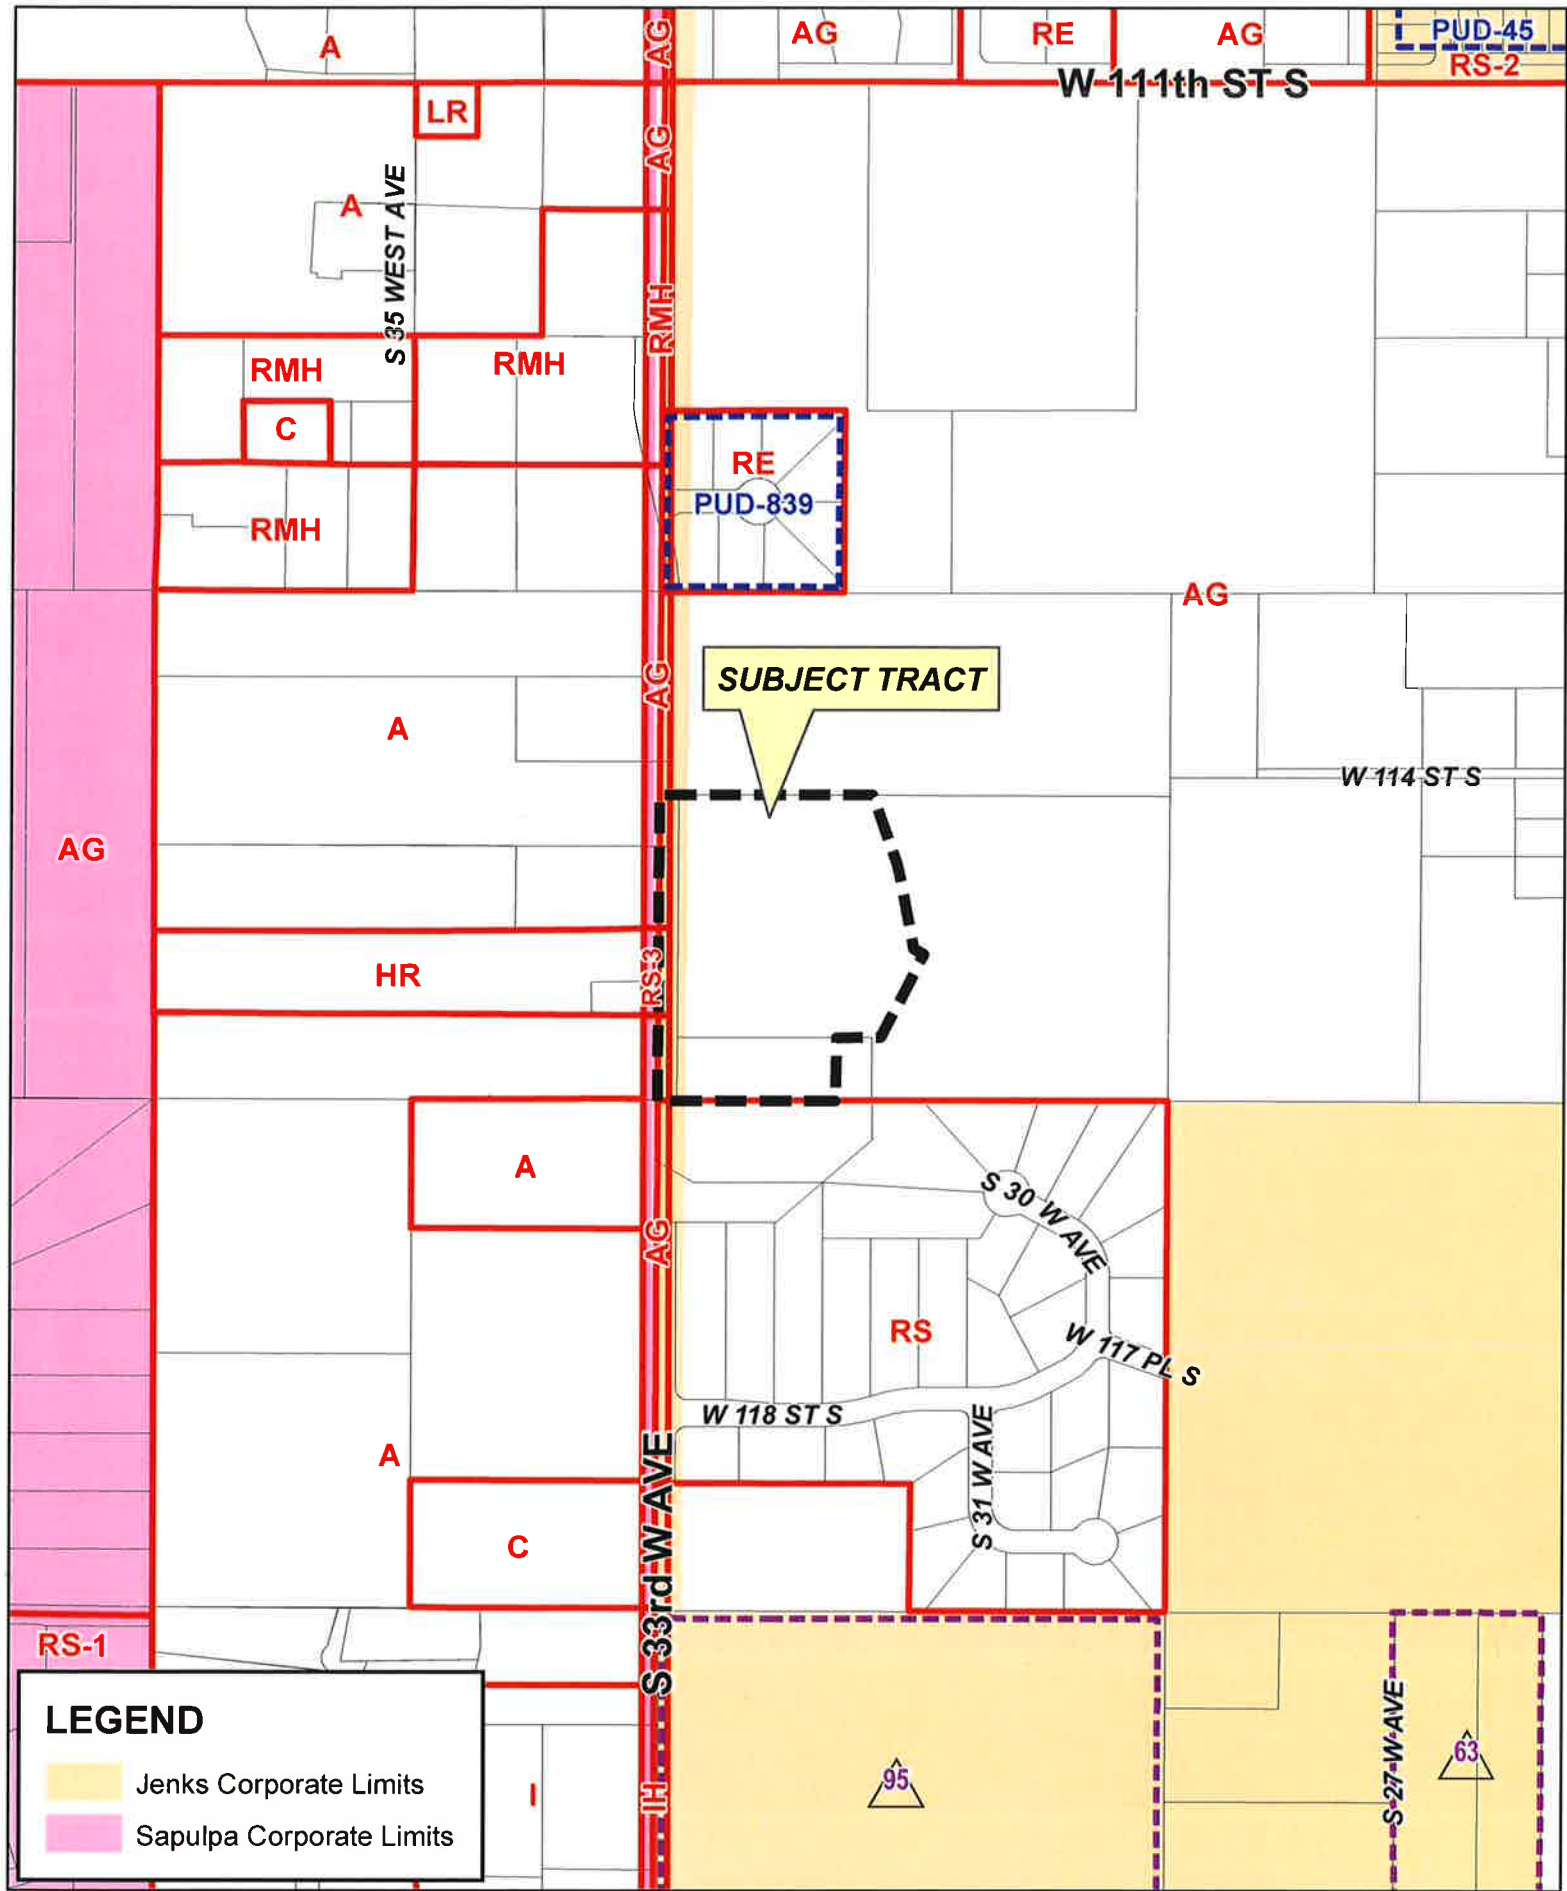 A
AG
AG
RE
AG
PUD-45
RS-2
W 111th ST S
LR
AG
A
S 35 WEST AVE
RMH
RMH
RMH
C
RE
PUD-839
RMH
AG
AG
SUBJECT TRACT
A
W 114 ST S
AG
HR
RS-3
A
S 30 W AVE
AG
RS
W 117 PL S
W 118 ST S
S 31 W AVE
A
C
S 33rd W AVE
RS-1
LEGEND
Jenks Corporate Limits
Sapulpa Corporate Limits
I
IH
95
S 27 W AVE
63